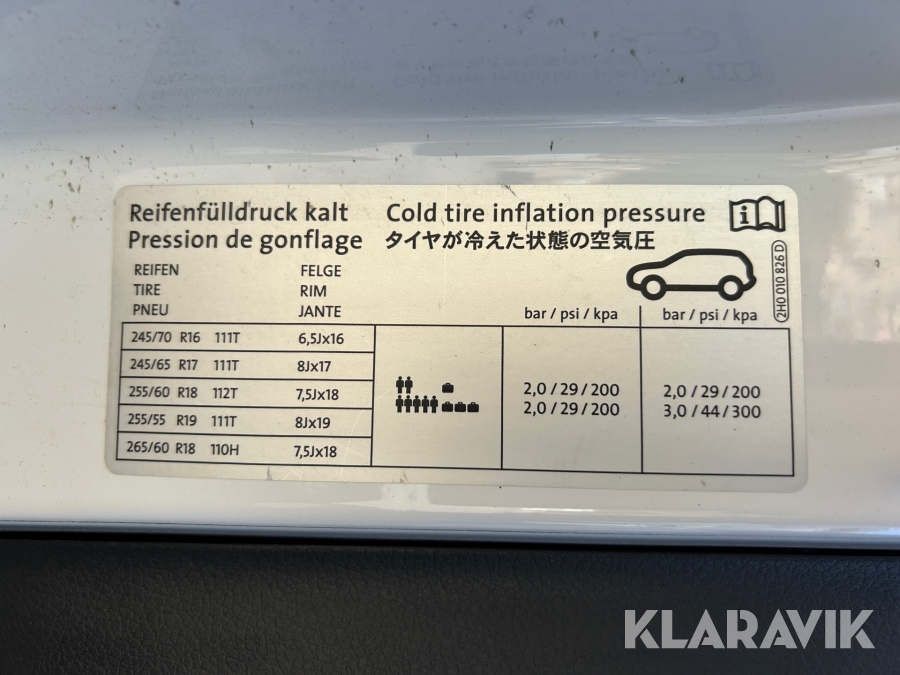 Reifenfülldruck kalt Cold tire inflation pressure
Pression de gonflage タイヤが冷えた状態の空気圧
REIFEN FELGE
TIRE RIM
PNEU JANTE bar / psi / kpa bar / psi / kpa
2H0 010 826 D
245/70 R16 111T 6,5Jx16
245/65 R17 111T 8Jx17
255/60 R18 112T 7,5Jx18
255/55 R19 111T 8Jx19
265/60 R18 110H 7,5Jx18
2,0/29/200 2,0/29/200
2,0/29/200 3,0/44/300
KLARAVIK